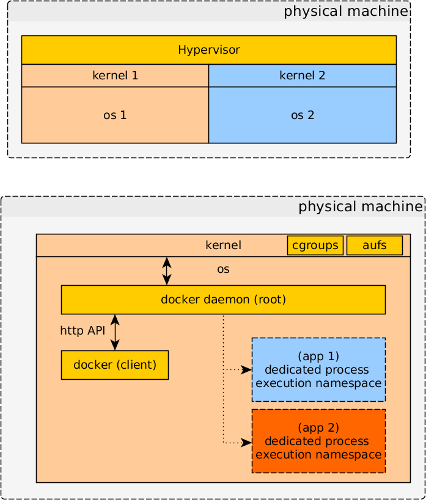 physical machine
Hypervisor
kernel 1
kernel 2
os 1
os 2
physical machine
kernel
cgroups
aufs
os
docker daemon (root)
http API
docker (client)
(app 1)
dedicated process
execution namespace
(app 2)
dedicated process
execution namespace